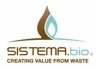 SISTEMA.bio®
CREATING VALUE FROM WASTE